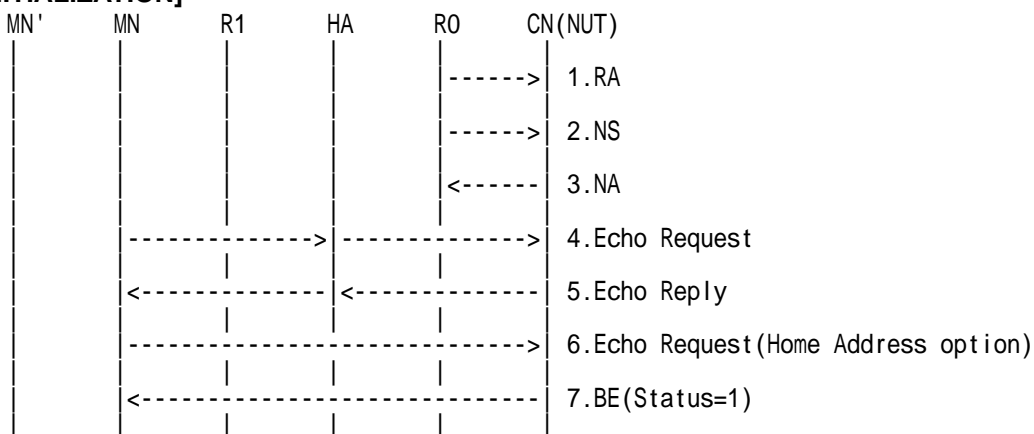 ITIALIZATION]
MN' MN R1 HA R0 CN(NUT)
1.RA
2.NS
3.NA
4.Echo Request
5.Echo Reply
6.Echo Request(Home Address option)
7.BE(Status=1)